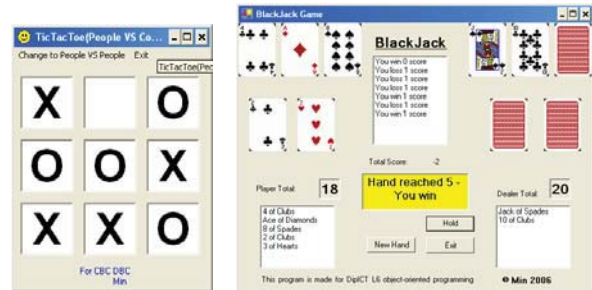 TicTacToe(People VS Co...
Change to People VS People Exit
TicTacToe(Peo
X O
O O X
X X O
For CBC DBC
Min
BlackJack Game
BlackJack
You win 0 score
You loss 1 score
You loss 1 score
You win 1 score
You loss 1 score
You loss 1 score
You win 1 score
Total Score: -2
Player Total: 18
Hand reached 5 -
You win
Dealer Total: 20
4 of Clubs
Ace of Diamonds
8 of Spades
2 of Clubs
3 of Hearts
Hold
Jack of Spades
10 of Clubs
New Hand Exit
This program is made for DipICT L6 object-oriented programming
© Min 2006